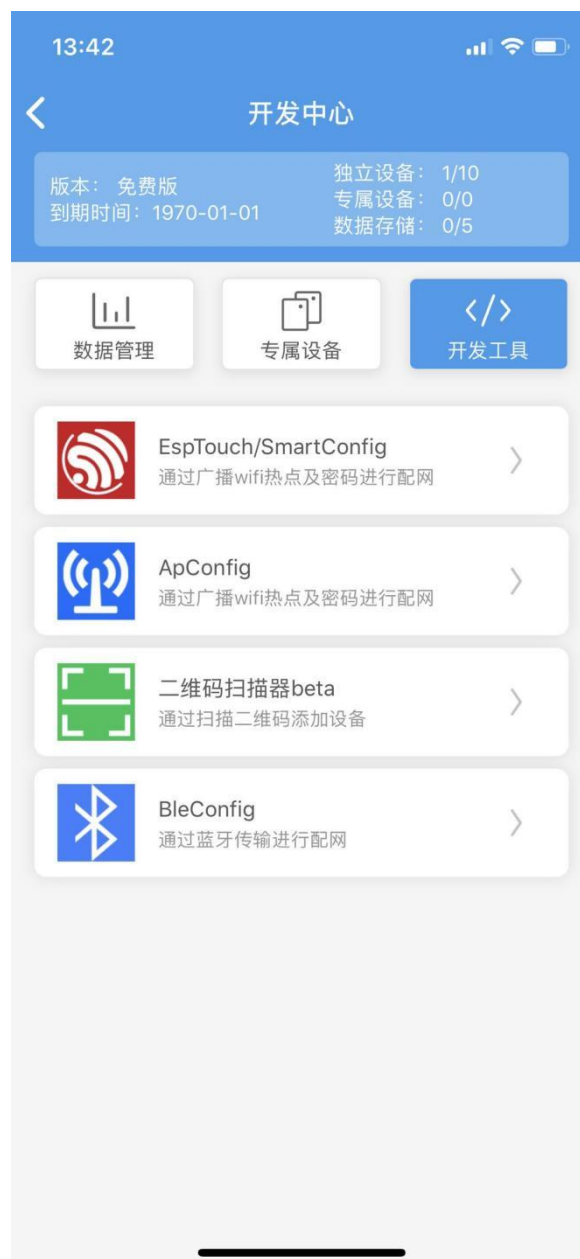 13:42
开发中心
版本： 免费版
到期时间：1970-01-01
独立设备： 1/10
专属设备： 0/0
数据存储： 0/5
数据管理
专属设备
开发工具
EspTouch/SmartConfig
通过广播wifi热点及密码进行配网
ApConfig
通过广播wifi热点及密码进行配网
二维码扫描器beta
通过扫描二维码添加设备
BleConfig
通过蓝牙传输进行配网